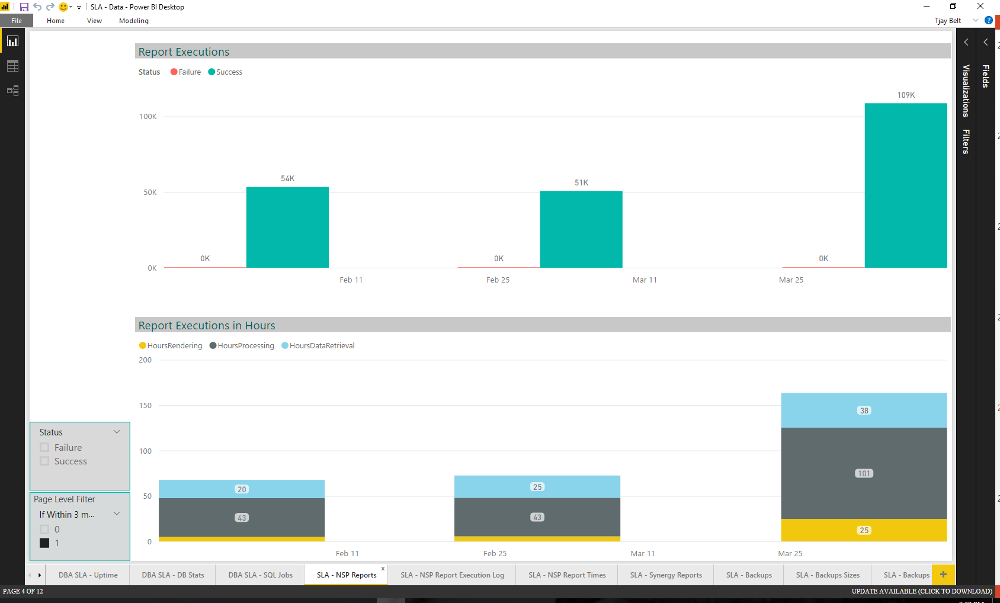 SLA - Data - Power BI Desktop
File Home View Modeling Tjay Belt ?
Report Executions
Status Failure Success
109K
100K
54K
51K
50K
0K 0K 0K
0K
Feb 11 Feb 25 Mar 11 Mar 25
Visualizations
Filters
Fields
Report Executions in Hours
HoursRendering HoursProcessing HoursDataRetrieval
200
150
38
100
101
20 25
50
43 43
25
0
Feb 11 Feb 25 Mar 11 Mar 25
Status
Failure
Success
Page Level Filter
If Within 3 m...
0
1
DBA SLA - Uptime DBA SLA - DB Stats DBA SLA - SQL Jobs SLA - NSP Reports x SLA - NSP Report Execution Log SLA - NSP Report Times SLA - Synergy Reports SLA - Backups SLA - Backups Sizes SLA - Backups +
PAGE 4 OF 12 UPDATE AVAILABLE (CLICK TO DOWNLOAD)